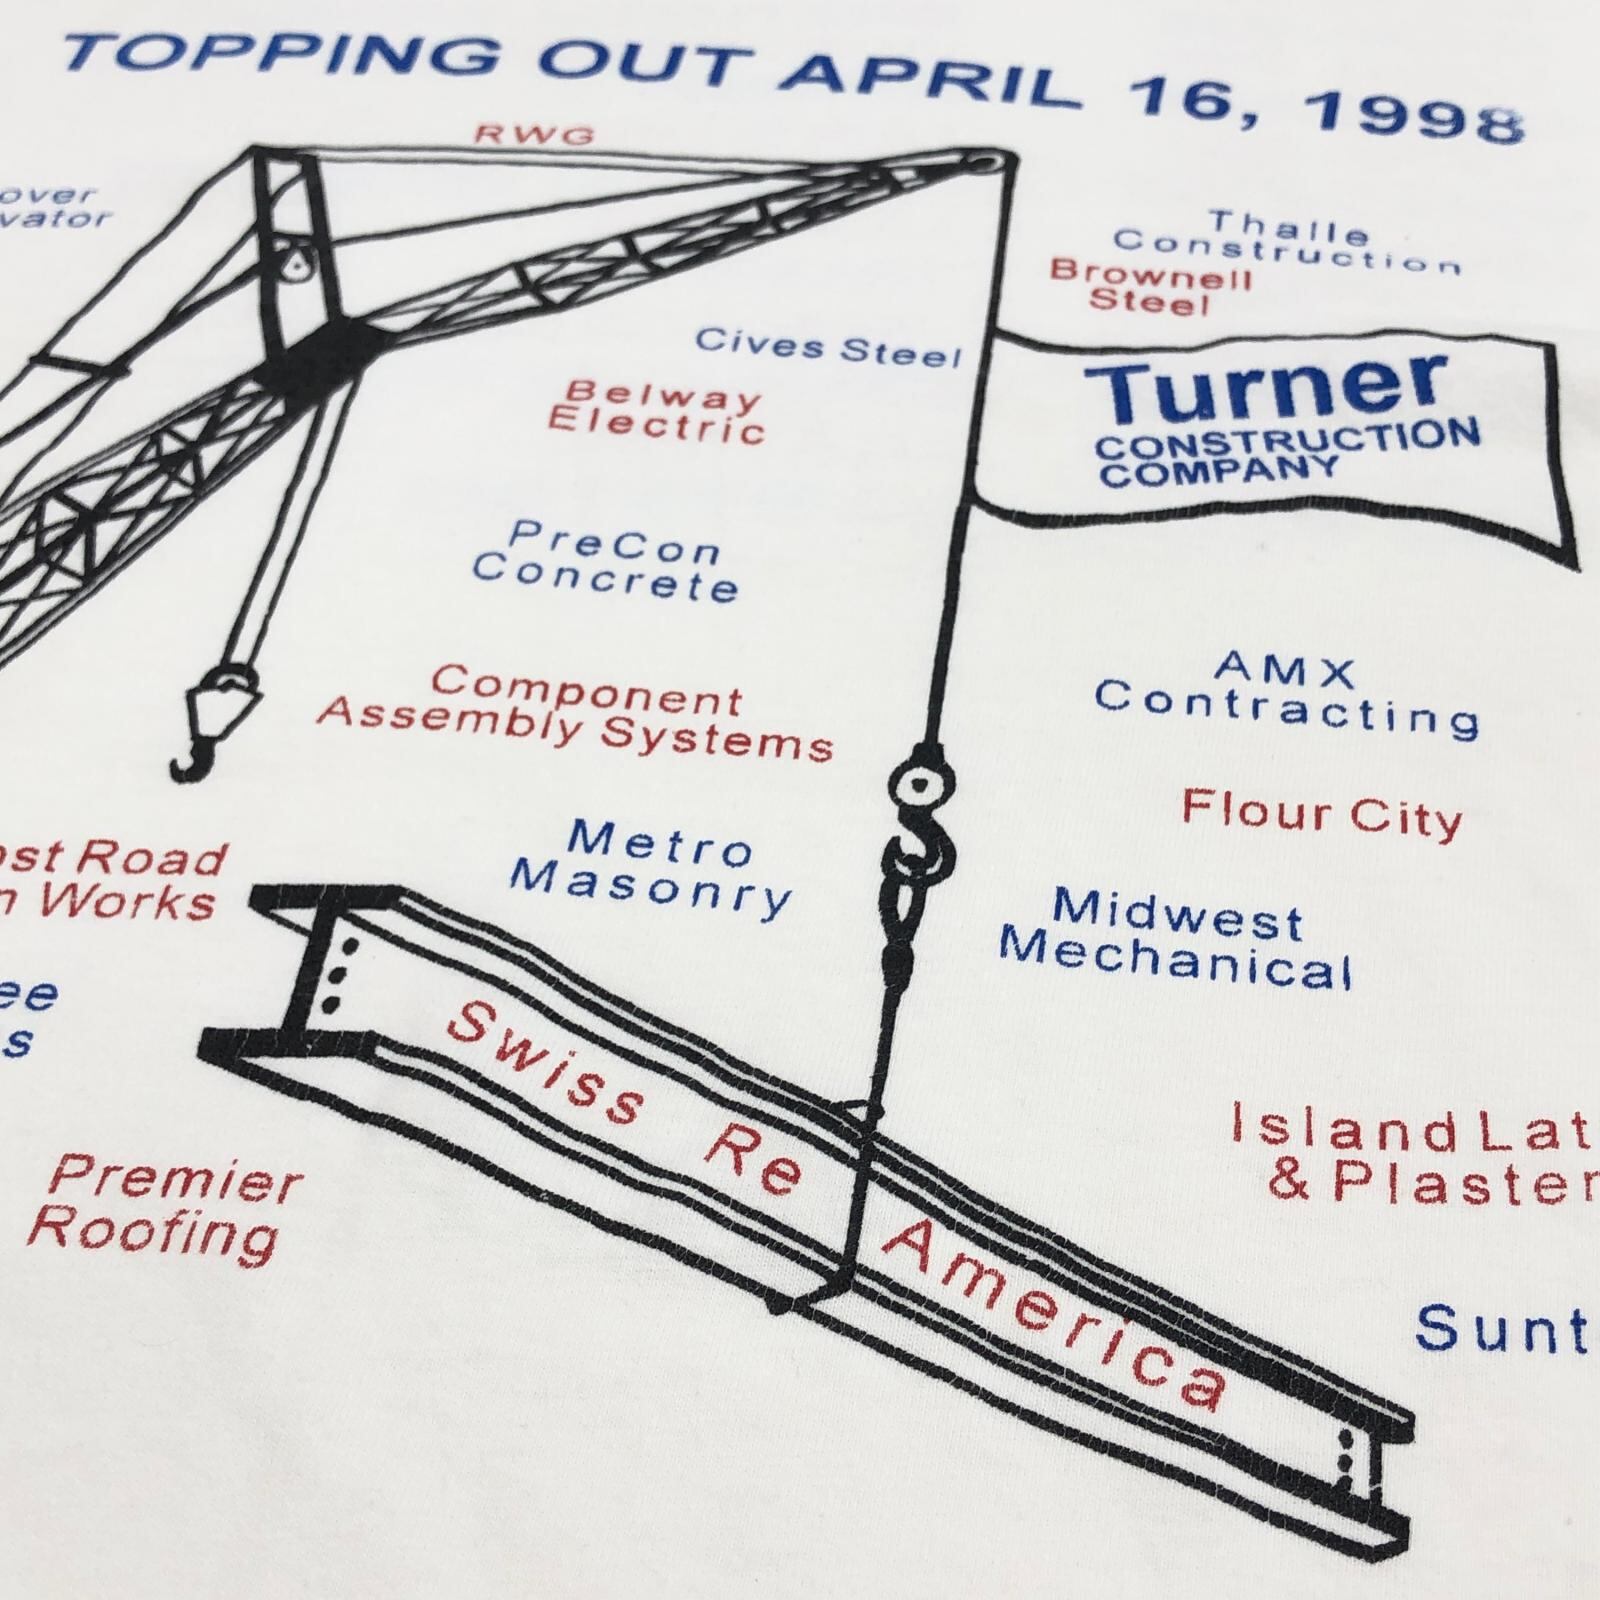 TOPPING OUT APRIL 16, 1998
RWG
over
vator
Thalle
Construction
Brownell
Steel
Cives Steel
Turner
CONSTRUCTION
COMPANY
Belway
Electric
PreCon
Concrete
Component
Assembly Systems
AMX
Contracting
Flour City
Metro
Masonry
ost Road
n Works
Midwest
Mechanical
ee
s
Swiss Re America
Island Lat
& Plaster
Premier
Roofing
Sunt